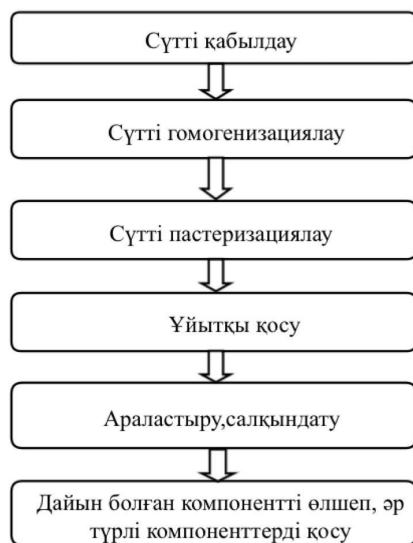 Сүтті қабылдау
Сүтті гомогенизациялау
Сүтті пастеризациялау
Ұйытқы қосу
Араластыру,салқындату
Дайын болған компонентті өлшеп, әр
түрлі компоненттерді қосу